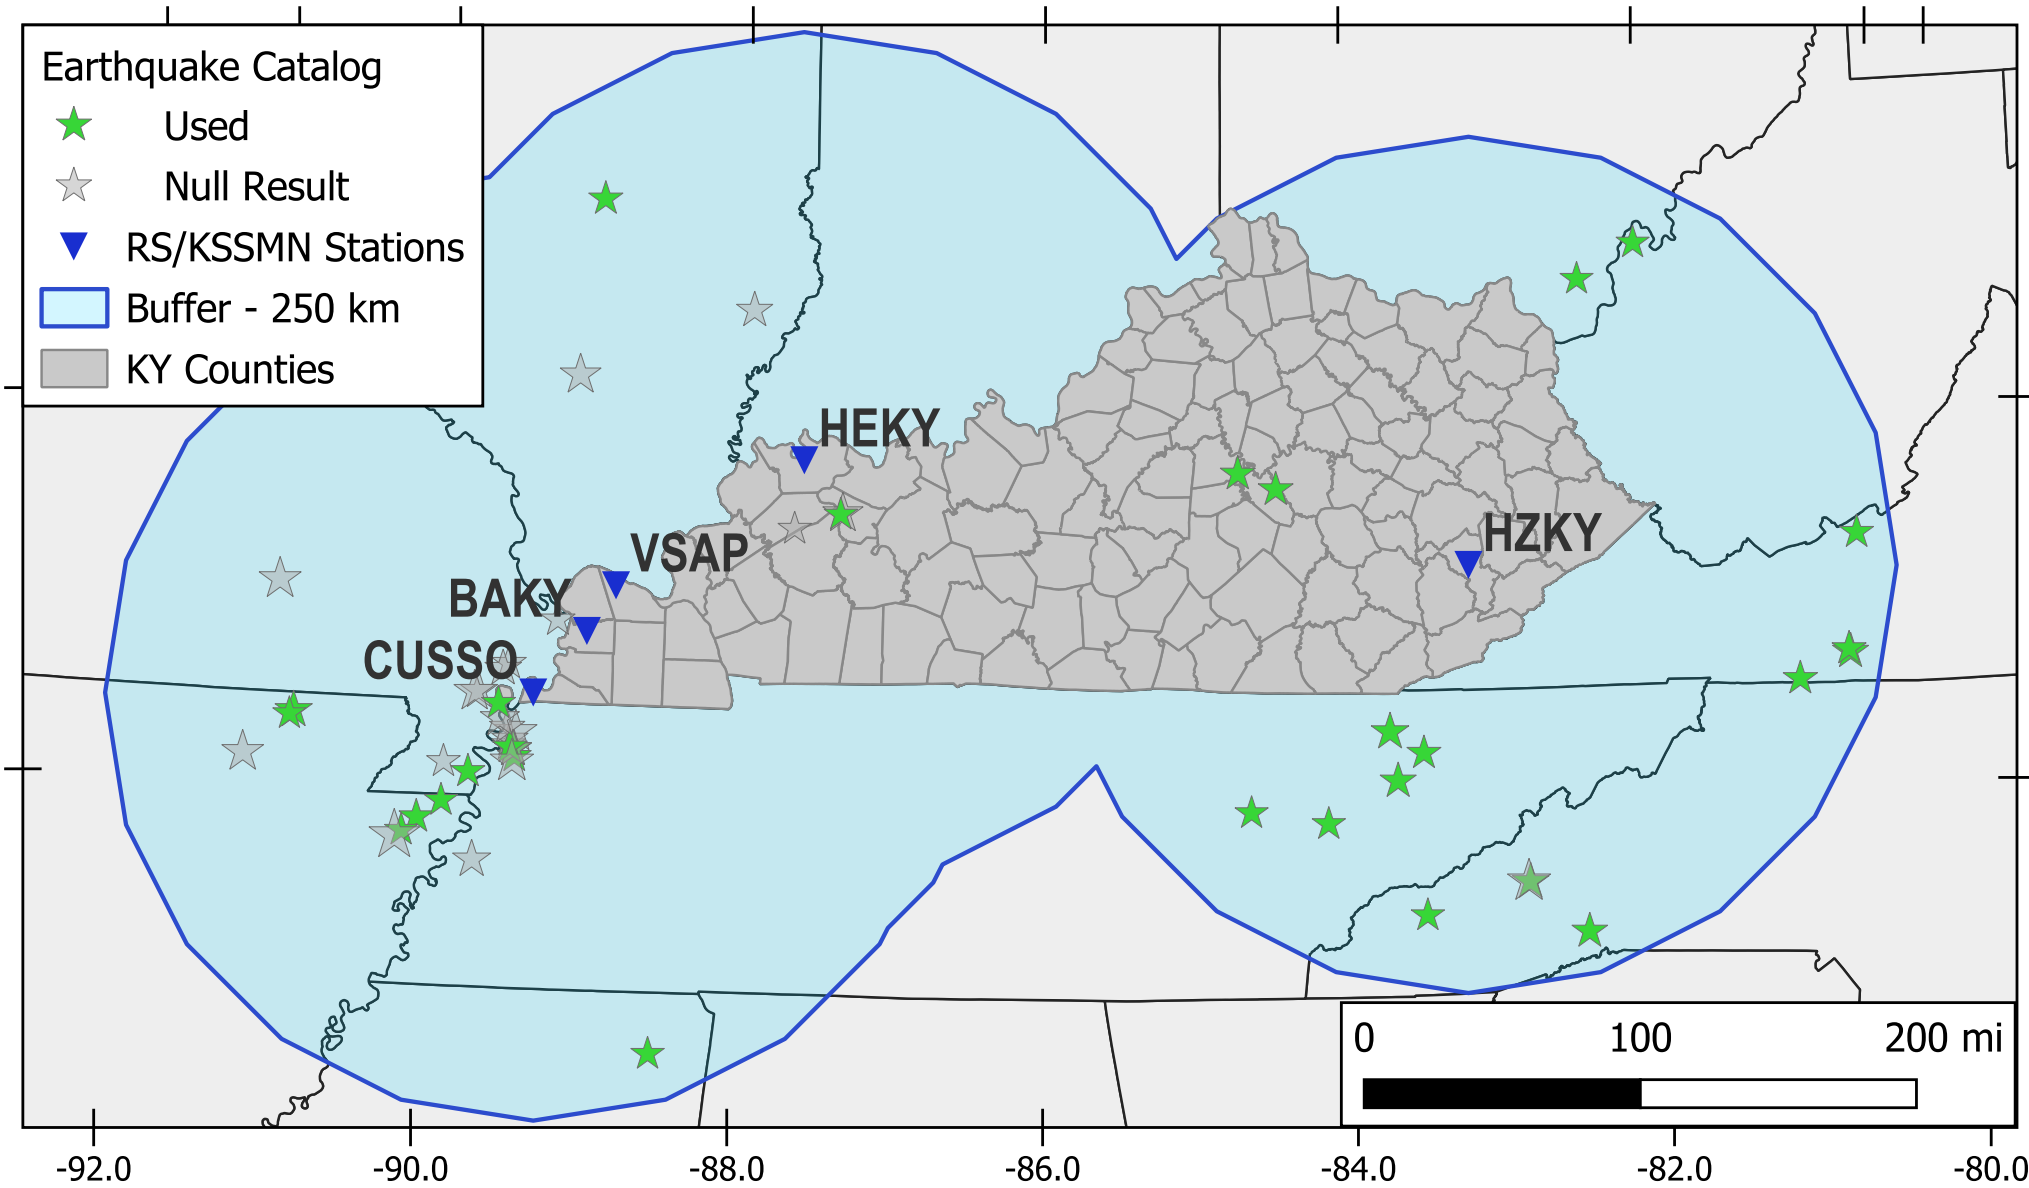 Earthquake Catalog
Used
Null Result
RS/KSSMN Stations
Buffer - 250 km
KY Counties
HEKY
VSAP
HZKY
BAKY
CUSSO
0 100 200 mi
-92.0 -90.0 -88.0 -86.0 -84.0 -82.0 -80.0